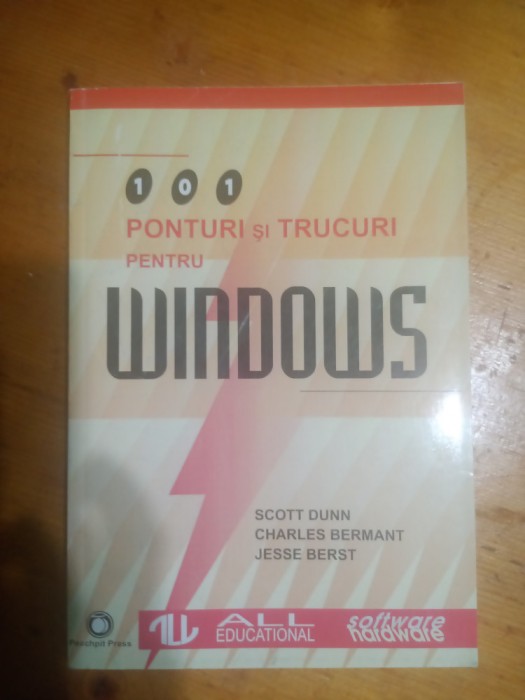 101
PONTURI și TRUCURI
PENTRU
WINDOWS
SCOTT DUNN
CHARLES BERMANT
JESSE BERST
Peachpit Press
ALL
EDUCATIONAL
software
hardware